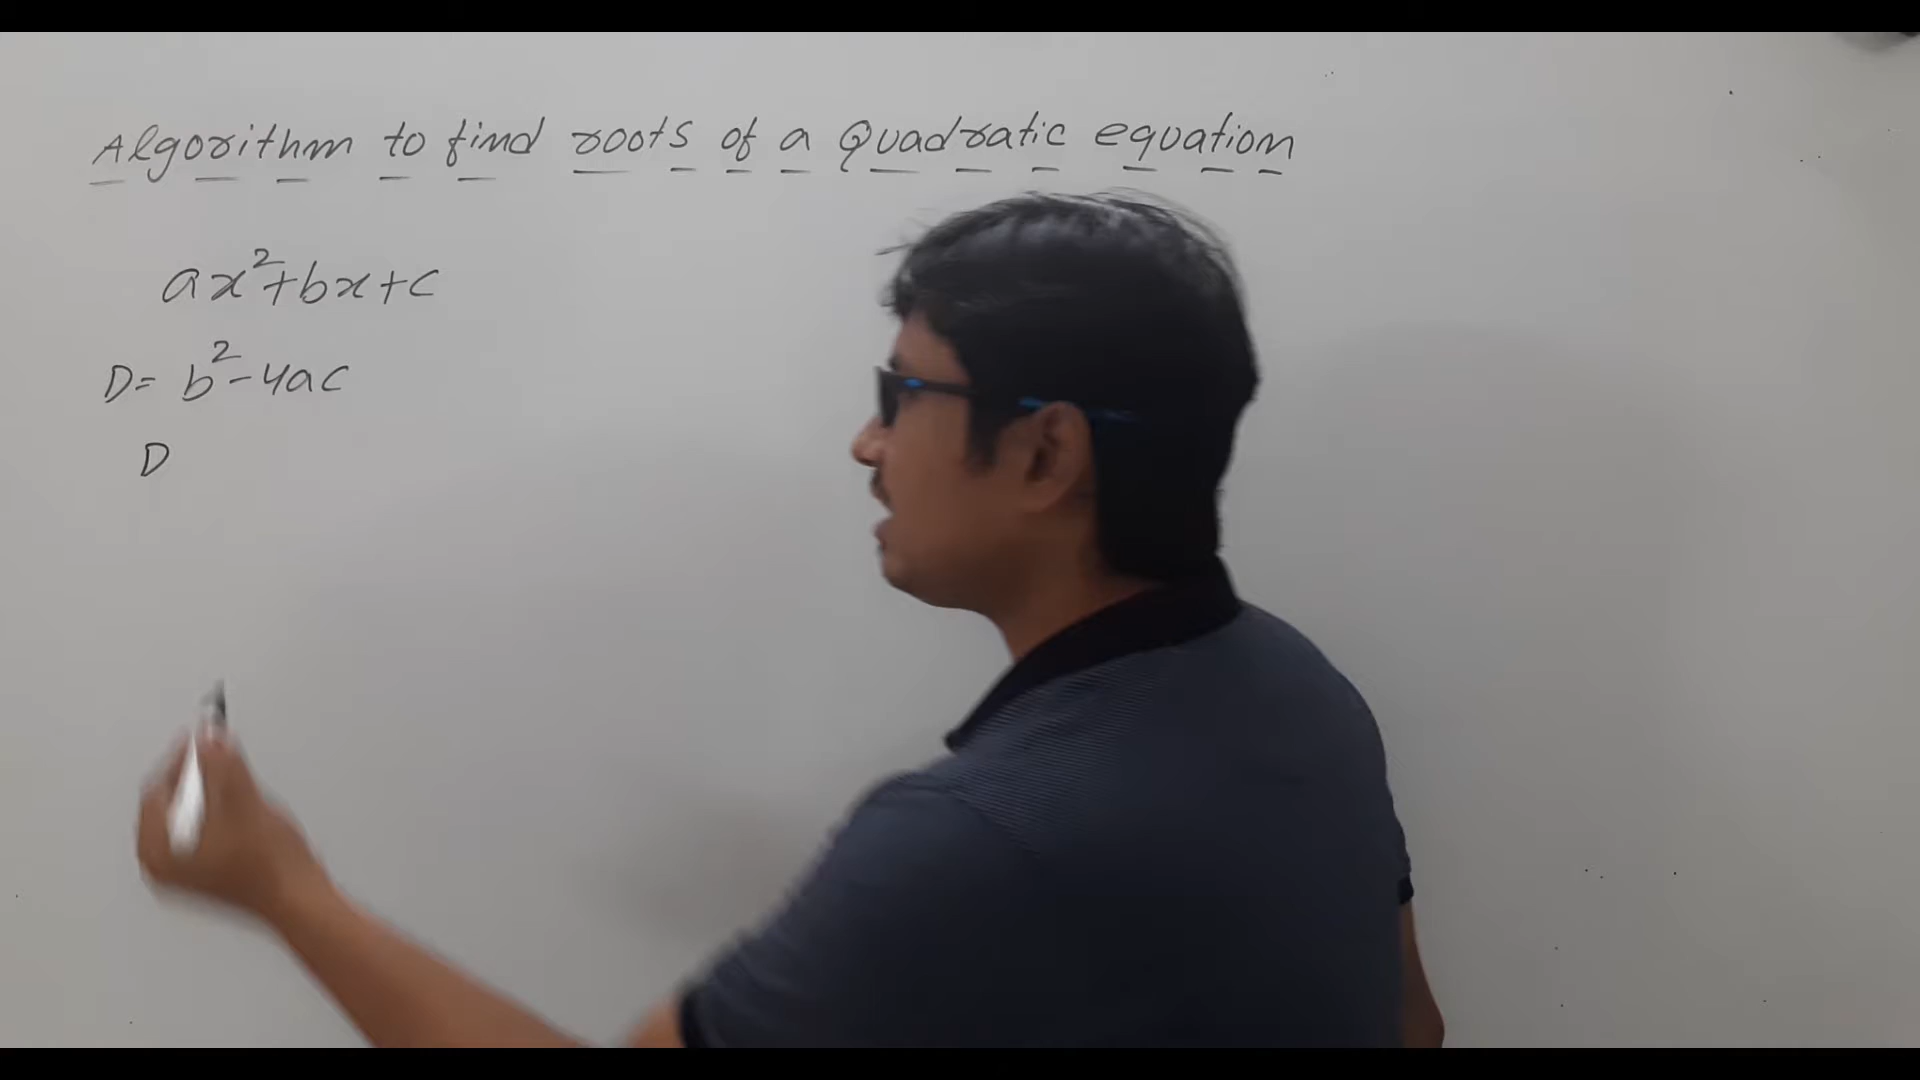 Algorithm to find roots of a Quadratic equation
ax²+bx+c
D= b²-4ac
D